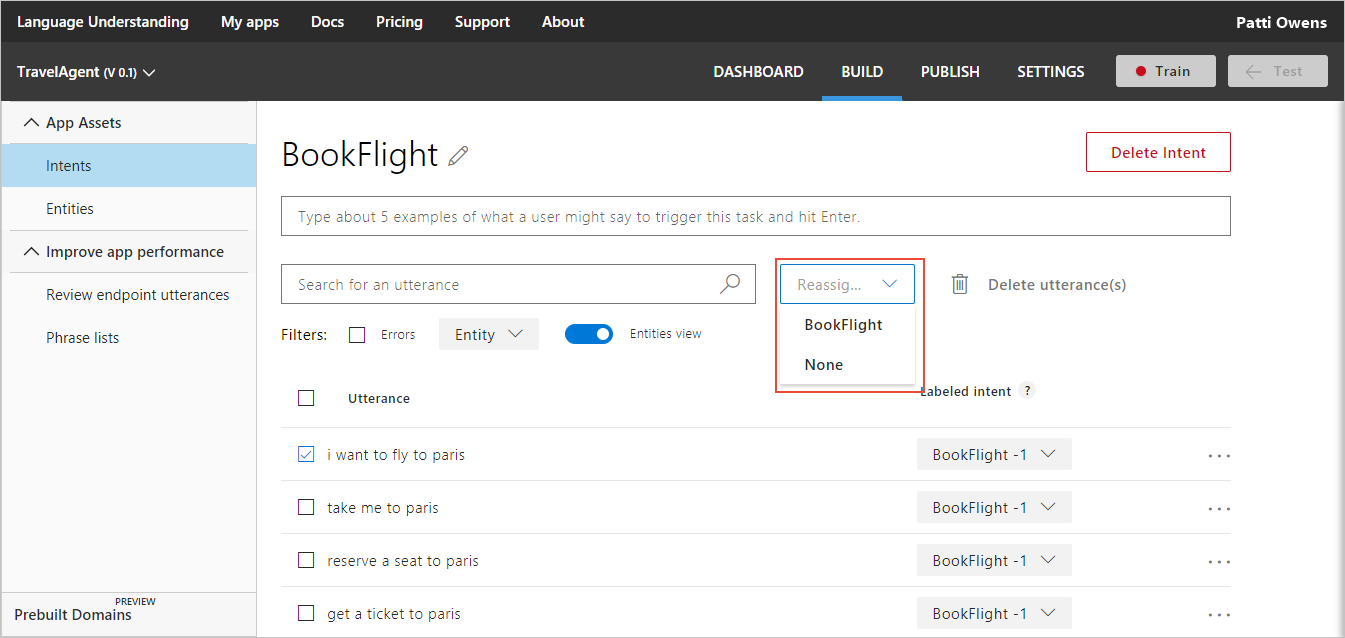 Language Understanding My apps Docs Pricing Support About Patti Owens
TravelAgent (V 0.1) DASHBOARD BUILD PUBLISH SETTINGS Train Test
App Assets
Intents
Entities
Improve app performance
Review endpoint utterances
Phrase lists
PREVIEW
Prebuilt Domains
BookFlight Delete Intent
Type about 5 examples of what a user might say to trigger this task and hit Enter.
Search for an utterance Reassig... Delete utterance(s)
BookFlight
None
Filters: Errors Entity Entities view
Utterance Labeled intent ?
i want to fly to paris BookFlight -1 ...
take me to paris BookFlight -1 ...
reserve a seat to paris BookFlight -1 ...
get a ticket to paris BookFlight -1 ...